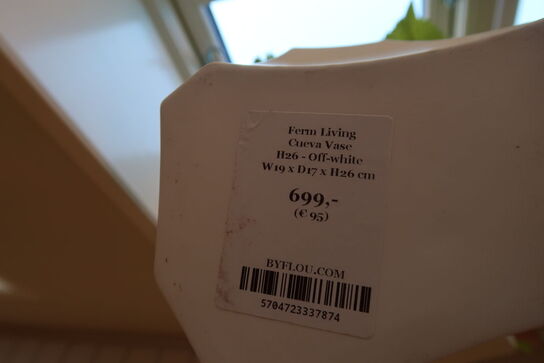 Ferm Living
Cueva Vase
H26 - Off-white
W19 x D17 x H26 cm
699,-
(€ 95)
BYFLOU.COM
5704723337874